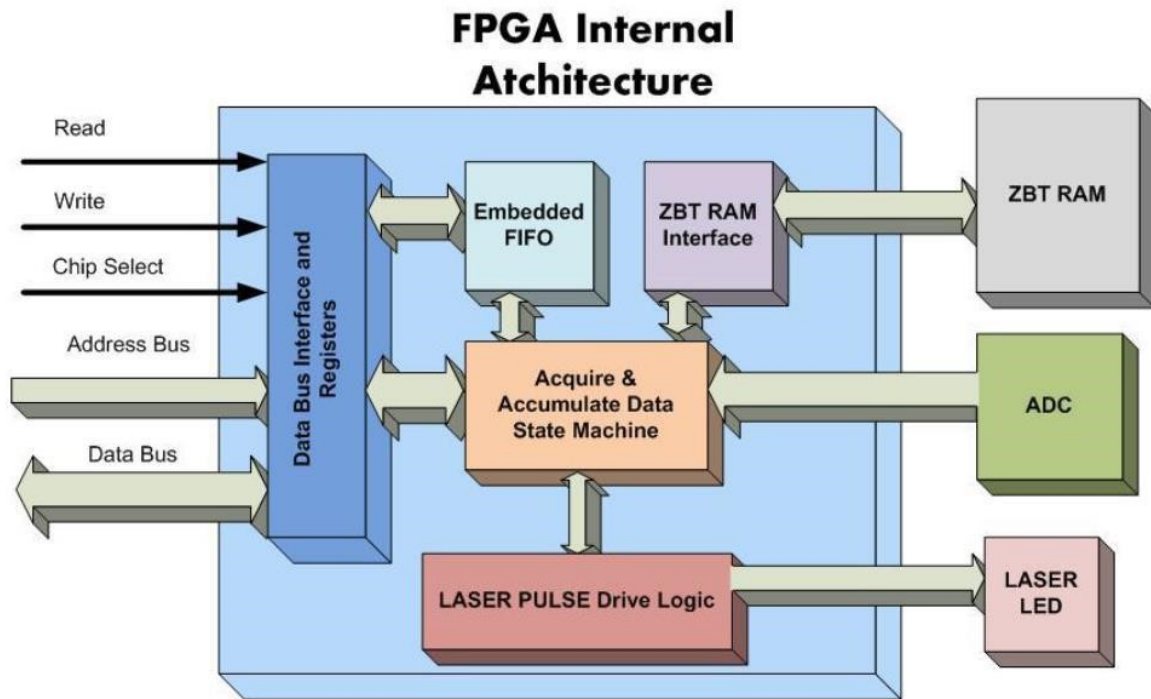 FPGA Internal
Atchitecture
Read
Write
Chip Select
Address Bus
Data Bus
Data Bus Interface and
Registers
Embedded
FIFO
ZBT RAM
Interface
ZBT RAM
Acquire &
Accumulate Data
State Machine
ADC
LASER PULSE Drive Logic
LASER
LED